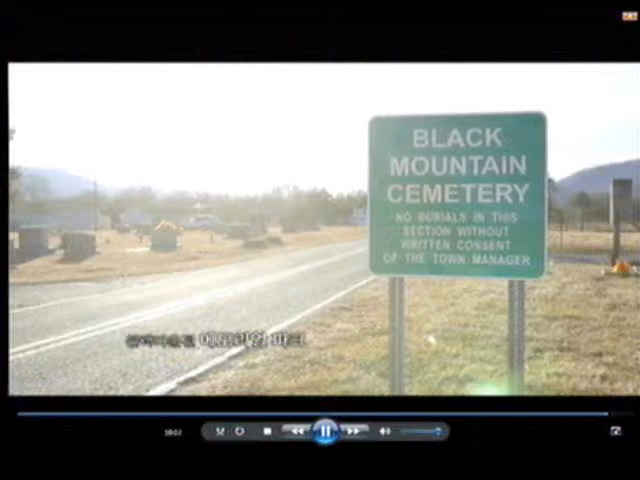 BLACK
MOUNTAIN
CEMETERY
NO BURIALS IN THIS
SECTION WITHOUT
WRITTEN CONSENT
OF THE TOWN MANAGER